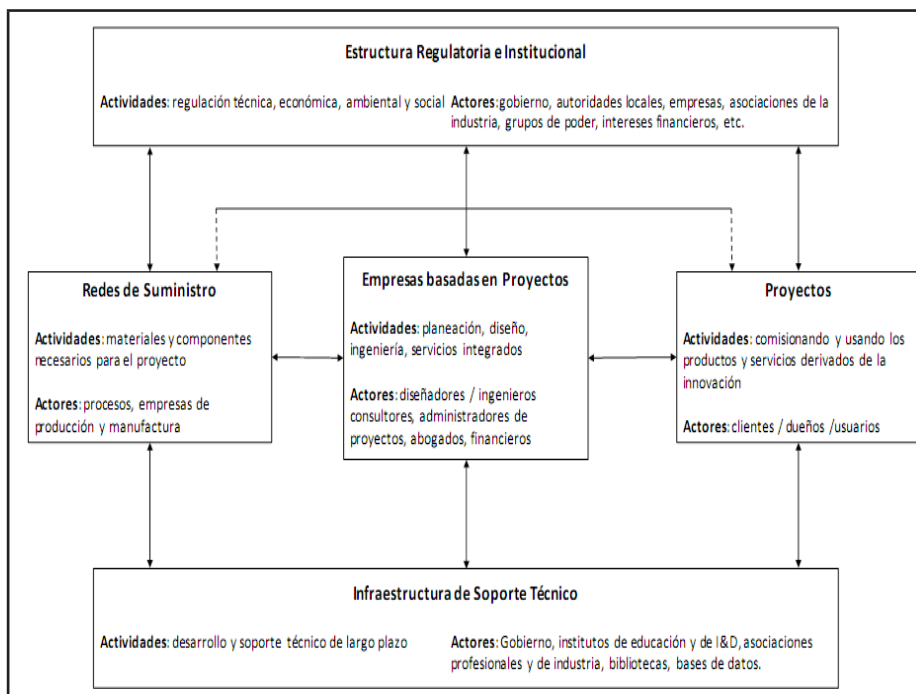 Estructura Regulatoria e Institucional
Actividades: regulación técnica, económica, ambiental y social
Actores: gobierno, autoridades locales, empresas, asociaciones de la
industria, grupos de poder, intereses financieros, etc.
Redes de Suministro
Actividades: materiales y componentes
necesarios para el proyecto
Actores: procesos, empresas de
producción y manufactura
Empresas basadas en Proyectos
Actividades: planeación, diseño,
ingeniería, servicios integrados
Actores: diseñadores / ingenieros
consultores, administradores de
proyectos, abogados, financieros
Proyectos
Actividades: comisionando y usando los
productos y servicios derivados de la
innovación
Actores: clientes / dueños /usuarios
Infraestructura de Soporte Técnico
Actividades: desarrollo y soporte técnico de largo plazo
Actores: Gobierno, institutos de educación y de I&D, asociaciones
profesionales y de industria, bibliotecas, bases de datos.